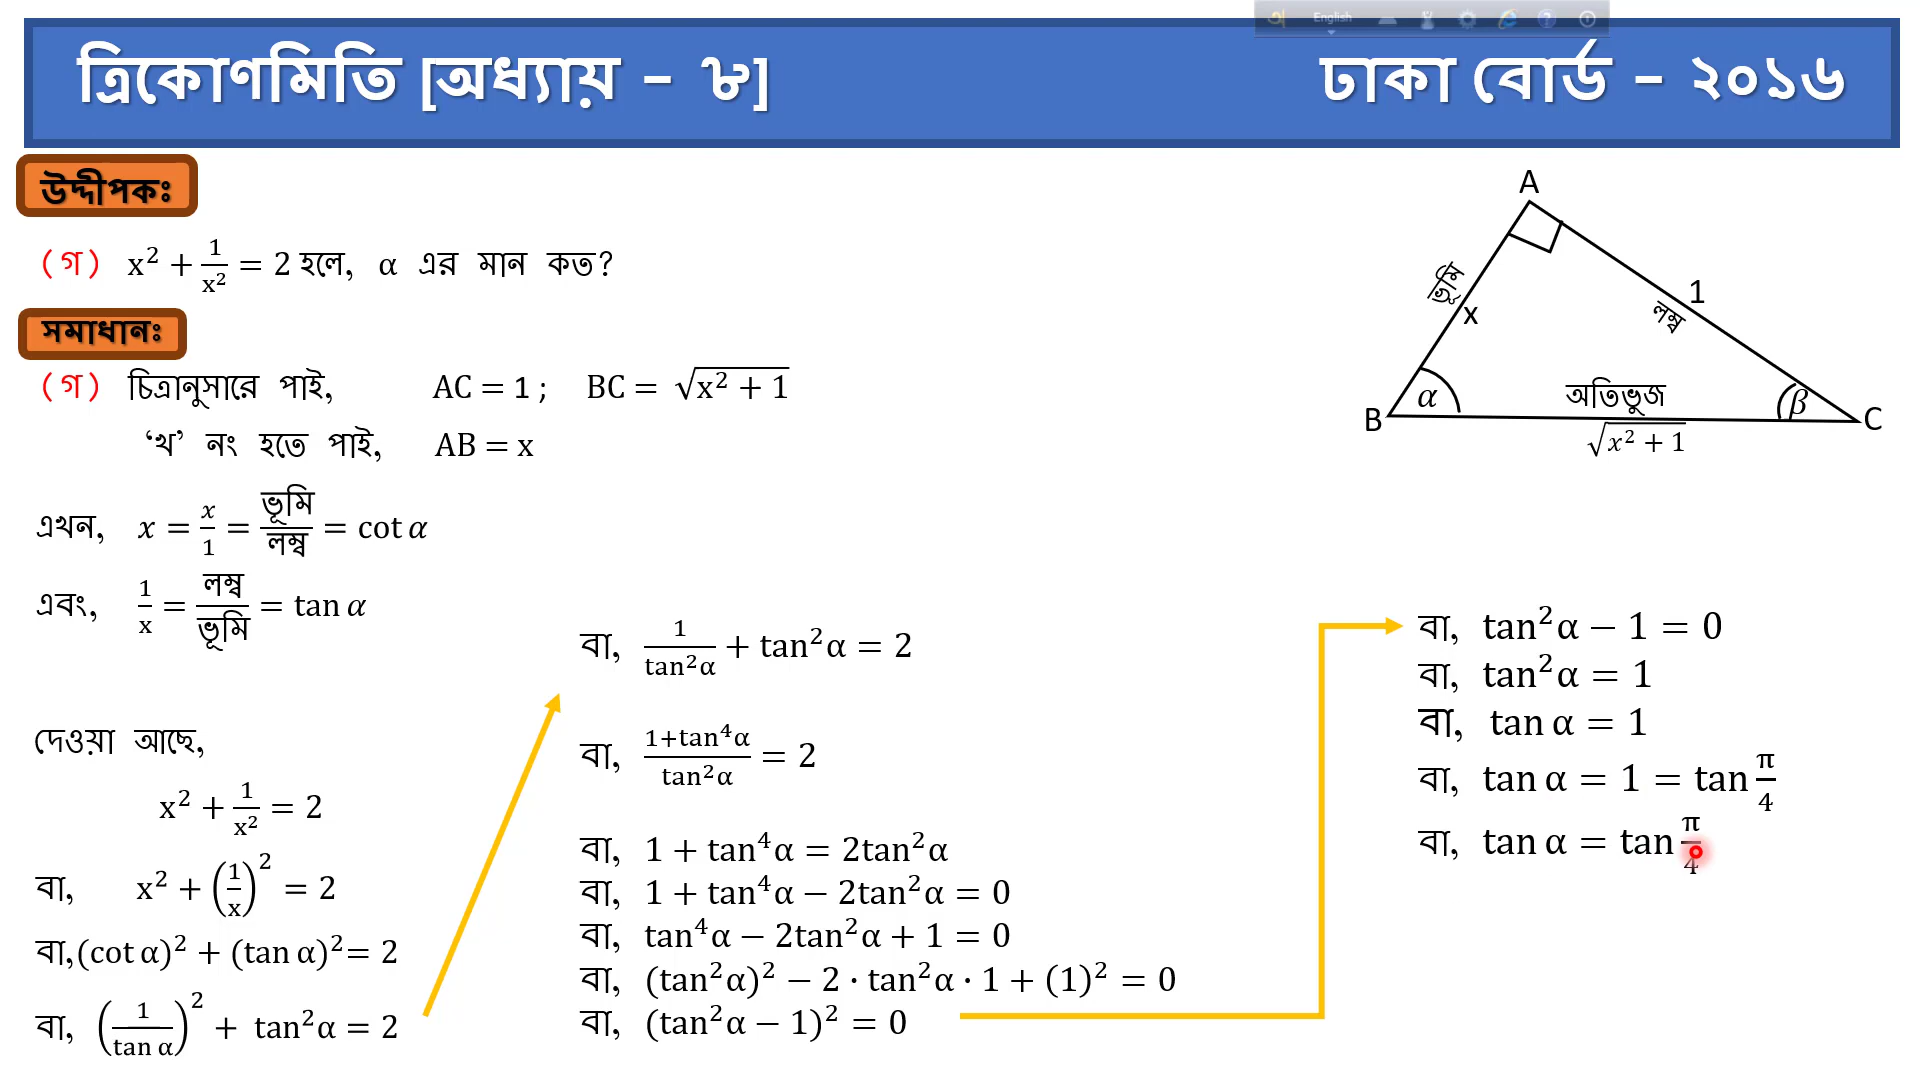 English
ত্রিকোণমিতি [অধ্যায় – ৮]
ঢাকা বোর্ড – ২০১৬
উদ্দীপকঃ
(গ) x² + 1/x² = 2 হলে, α এর মান কত?
সমাধানঃ
(গ) চিত্রানুসারে পাই, AC = 1 ; BC = √(x² + 1)
‘খ’ নং হতে পাই, AB = x
এখন, x = x/1 = ভূমি/লম্ব = cot α
এবং, 1/x = লম্ব/ভূমি = tan α
দেওয়া আছে,
x² + 1/x² = 2
বা, x² + (1/x)² = 2
বা,(cot α)² + (tan α)²= 2
বা, (1/tan α)² + tan²α = 2
বা, 1/tan²α + tan²α = 2
বা, 1+tan⁴α/tan²α = 2
বা, 1 + tan⁴α = 2tan²α
বা, 1 + tan⁴α − 2tan²α = 0
বা, tan⁴α − 2tan²α + 1 = 0
বা, (tan²α)² − 2 · tan²α · 1 + (1)² = 0
বা, (tan²α − 1)² = 0
A
ভূমি
x
1
লম্ব
α
অতিভুজ
β
B
C
√(x² + 1)
বা, tan²α − 1 = 0
বা, tan²α = 1
বা, tan α = 1
বা, tan α = 1 = tan π/4
বা, tan α = tan π/4